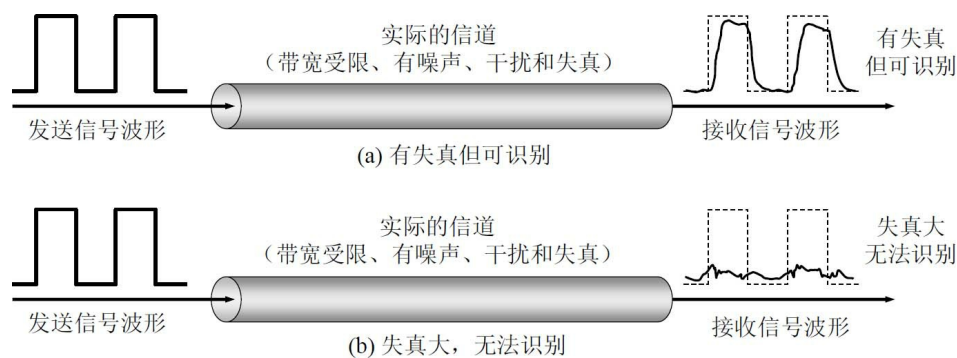 实际的信道
（带宽受限、有噪声、干扰和失真）
有失真
但可识别
发送信号波形
接收信号波形
(a) 有失真但可识别
实际的信道
（带宽受限、有噪声、干扰和失真）
失真大
无法识别
发送信号波形
接收信号波形
(b) 失真大，无法识别